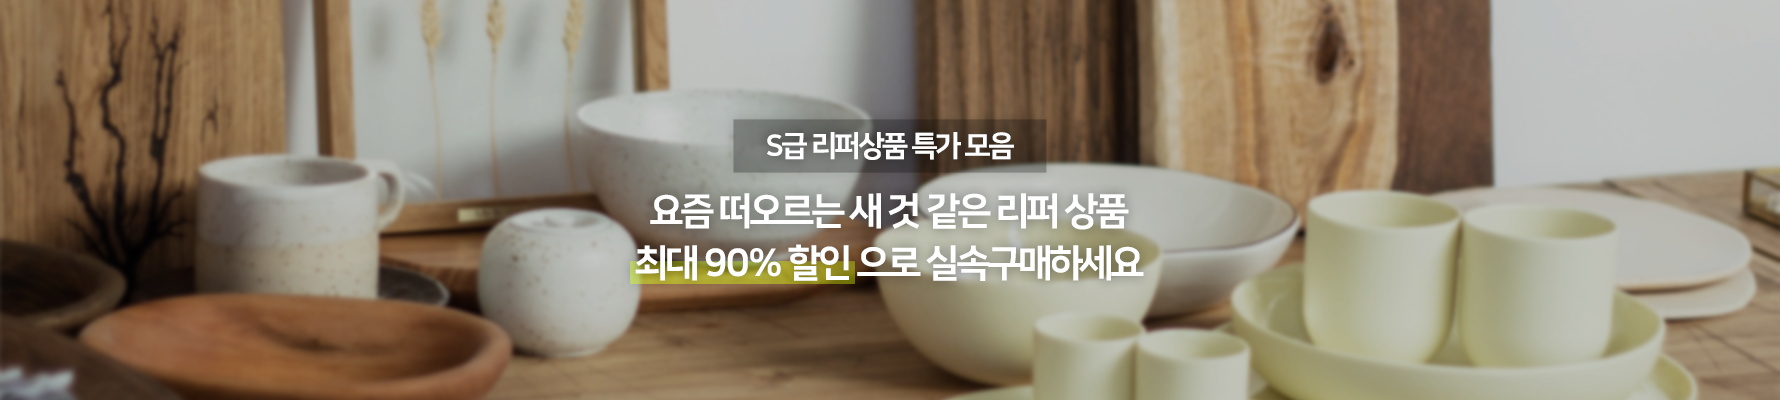 S급 리퍼상품 특가 모음
요즘 떠오르는 새 것 같은 리퍼 상품
최대 90% 할인 으로 실속구매하세요